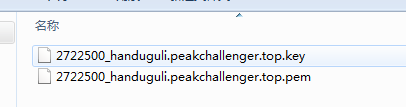 名称
2722500_handuguli.peakchallenger.top.key
2722500_handuguli.peakchallenger.top.pem